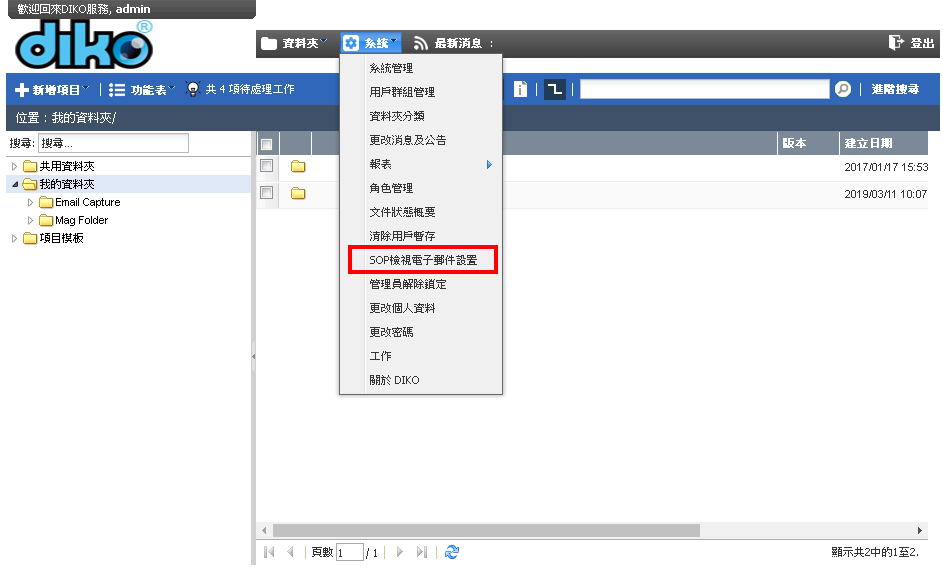 歡迎回來DIKO服務, admin
diko®
資料夾 系統 最新消息 :
登出
新增項目 功能表 共 4 項待處理工作
進階搜尋
位置：我的資料夾/
搜尋: 搜尋...
共用資料夾
我的資料夾
Email Capture
Mag Folder
項目模板
系統管理
用戶群組管理
資料夾分類
更改消息及公告
報表
角色管理
文件狀態概要
清除用戶暫存
SOP檢視電子郵件設置
管理員解除鎖定
更改個人資料
更改密碼
工作
關於 DIKO
版本 建立日期
2017/01/17 15:53
2019/03/11 10:07
頁數 1 / 1
顯示共2中的1至2.